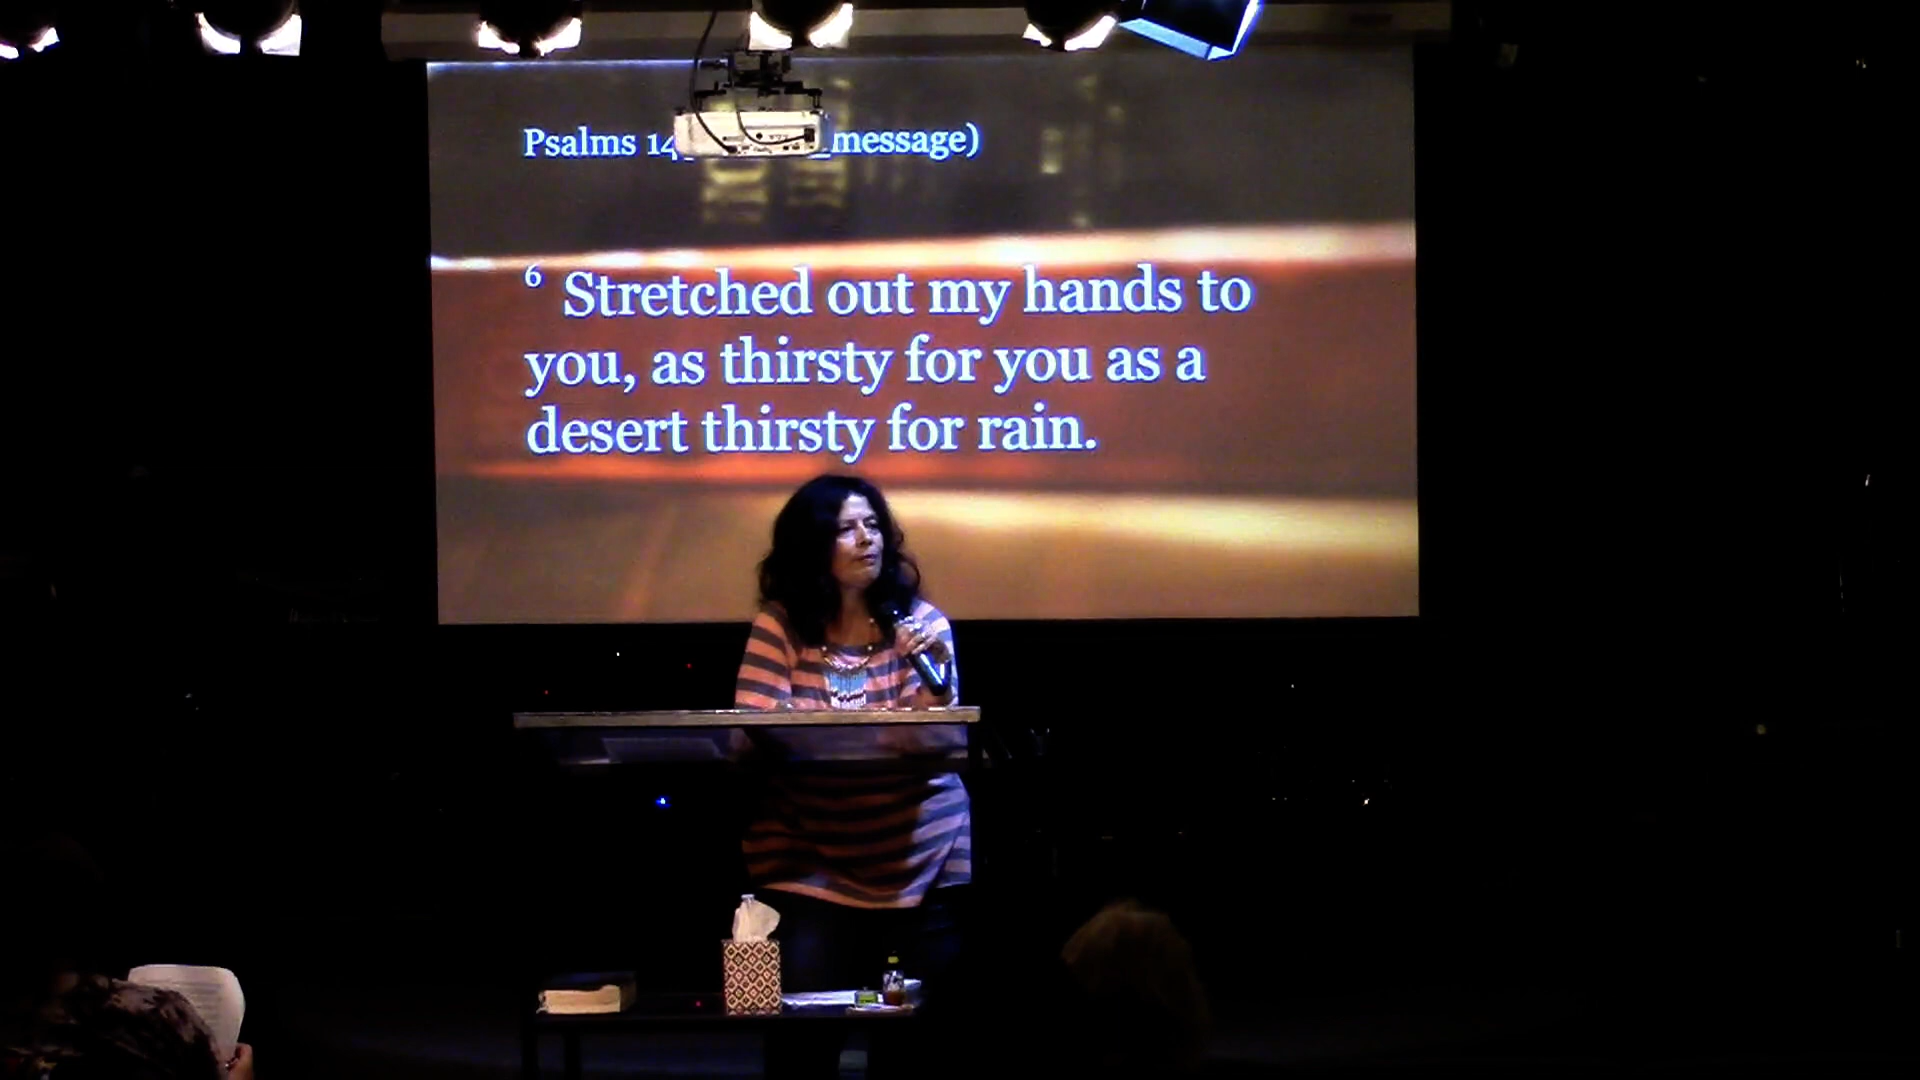 Psalms 14 message)
6 Stretched out my hands to
you, as thirsty for you as a
desert thirsty for rain.